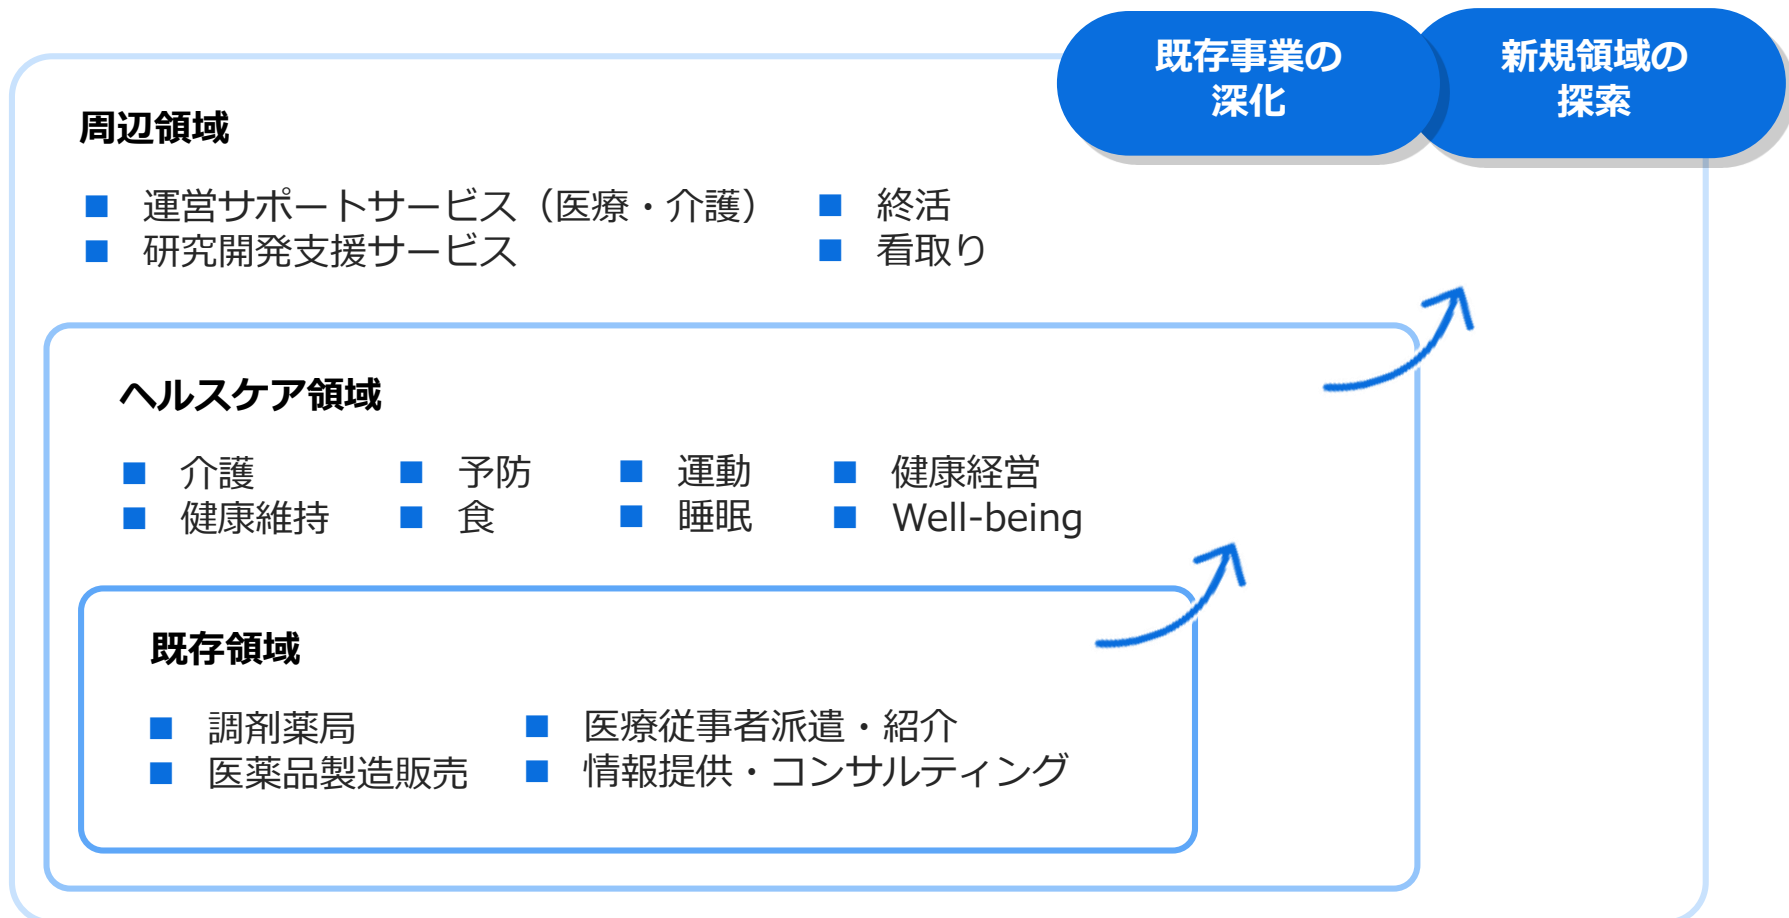 既存事業の
深化
新規領域の
探索
周辺領域
■ 運営サポートサービス（医療・介護） ■ 終活
■ 研究開発支援サービス ■ 看取り
ヘルスケア領域
■ 介護 ■ 予防 ■ 運動 ■ 健康経営
■ 健康維持 ■ 食 ■ 睡眠 ■ Well-being
既存領域
■ 調剤薬局 ■ 医療従事者派遣・紹介
■ 医薬品製造販売 ■ 情報提供・コンサルティング